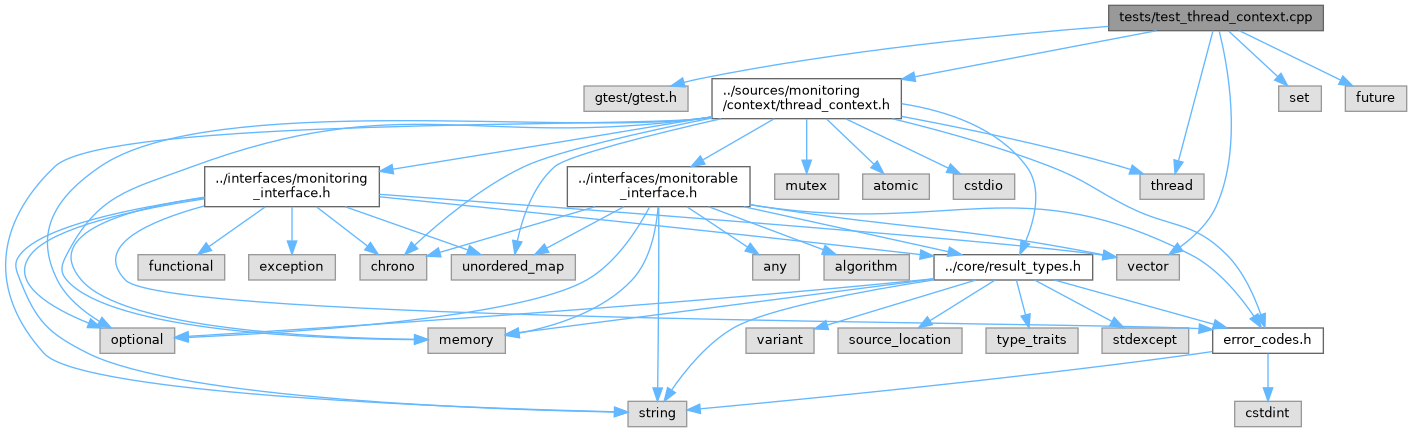 tests/test_thread_context.cpp
gtest/gtest.h
../sources/monitoring
/context/thread_context.h
set
future
../interfaces/monitoring
_interface.h
../interfaces/monitorable
_interface.h
mutex
atomic
cstdio
thread
functional
exception
chrono
unordered_map
any
algorithm
../core/result_types.h
vector
optional
memory
variant
source_location
type_traits
stdexcept
error_codes.h
string
cstdint